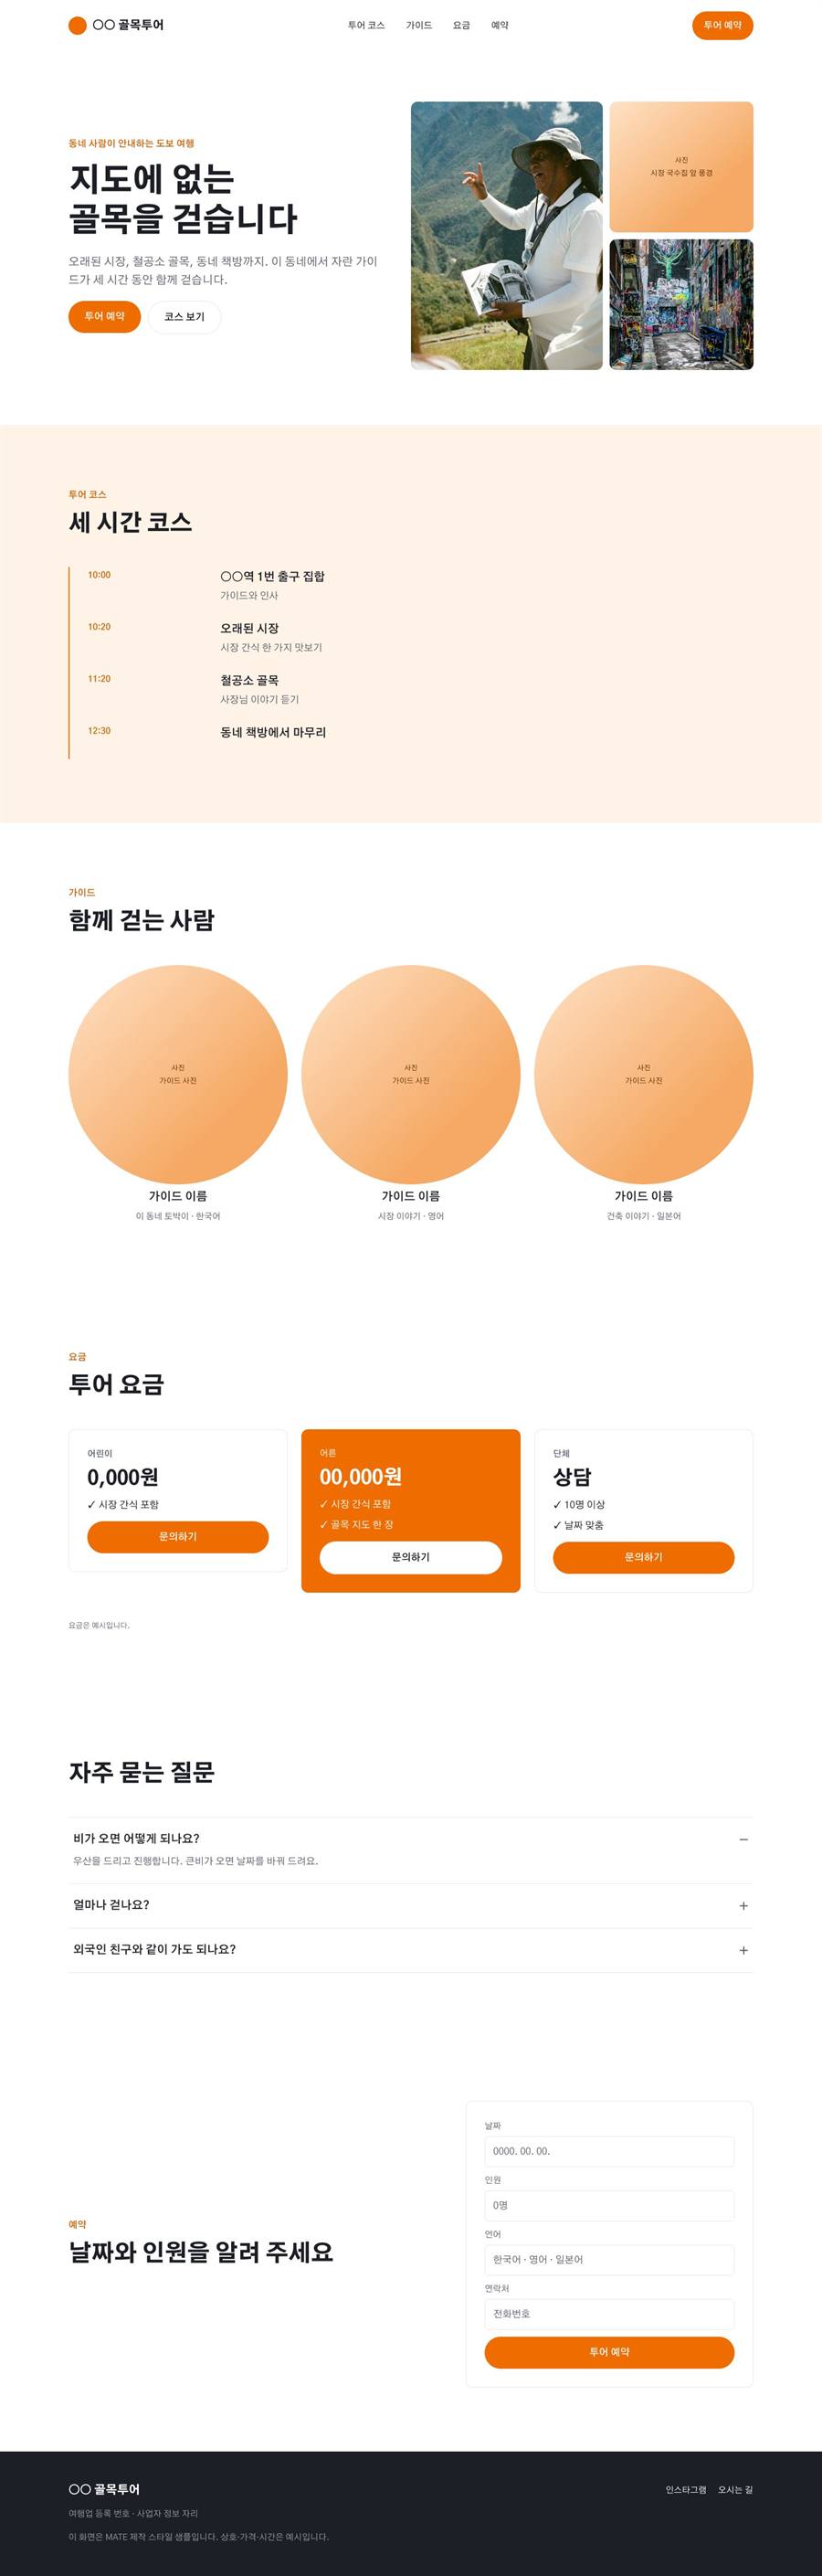 ○○ 골목투어
투어 코스
가이드
요금
예약
투어 예약
동네 사람이 안내하는 도보 여행
지도에 없는
골목을 걷습니다
오래된 시장, 철공소 골목, 동네 책방까지. 이 동네에서 자란 가이
드가 세 시간 동안 함께 걷습니다.
투어 예약
코스 보기
사진
시장 국수집 앞 풍경
투어 코스
세 시간 코스
10:00
○○역 1번 출구 집합
가이드와 인사
10:20
오래된 시장
시장 간식 한 가지 맛보기
11:20
철공소 골목
사장님 이야기 듣기
12:30
동네 책방에서 마무리
가이드
함께 걷는 사람
사진
가이드 사진
사진
가이드 사진
사진
가이드 사진
가이드 이름
이 동네 토박이 · 한국어
가이드 이름
시장 이야기 · 영어
가이드 이름
건축 이야기 · 일본어
요금
투어 요금
어린이
0,000원
✓ 시장 간식 포함
문의하기
어른
00,000원
✓ 시장 간식 포함
✓ 골목 지도 한 장
문의하기
단체
상담
✓ 10명 이상
✓ 날짜 맞춤
문의하기
요금은 예시입니다.
자주 묻는 질문
비가 오면 어떻게 되나요?
우산을 드리고 진행합니다. 큰비가 오면 날짜를 바꿔 드려요.
얼마나 걷나요?
외국인 친구와 같이 가도 되나요?
예약
날짜와 인원을 알려 주세요
날짜
0000. 00. 00.
인원
0명
언어
한국어 · 영어 · 일본어
연락처
전화번호
투어 예약
○○ 골목투어
여행업 등록 번호 · 사업자 정보 자리
이 화면은 MATE 제작 스타일 샘플입니다. 상호·가격·시간은 예시입니다.
인스타그램
오시는 길